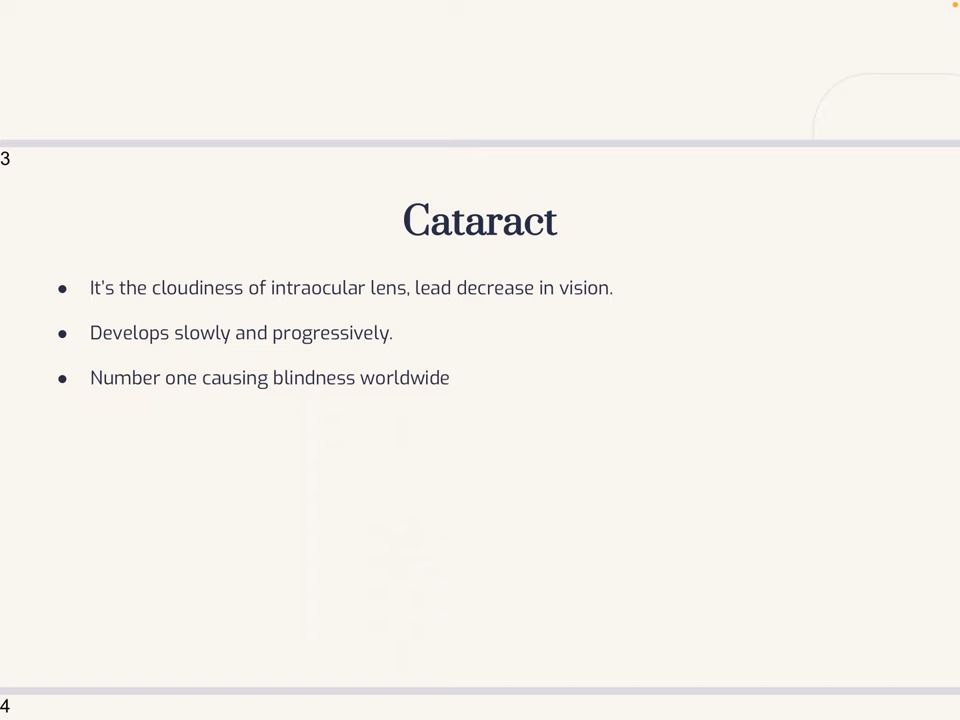 3
Cataract
● It's the cloudiness of intraocular lens, lead decrease in vision.
● Develops slowly and progressively.
● Number one causing blindness worldwide
4